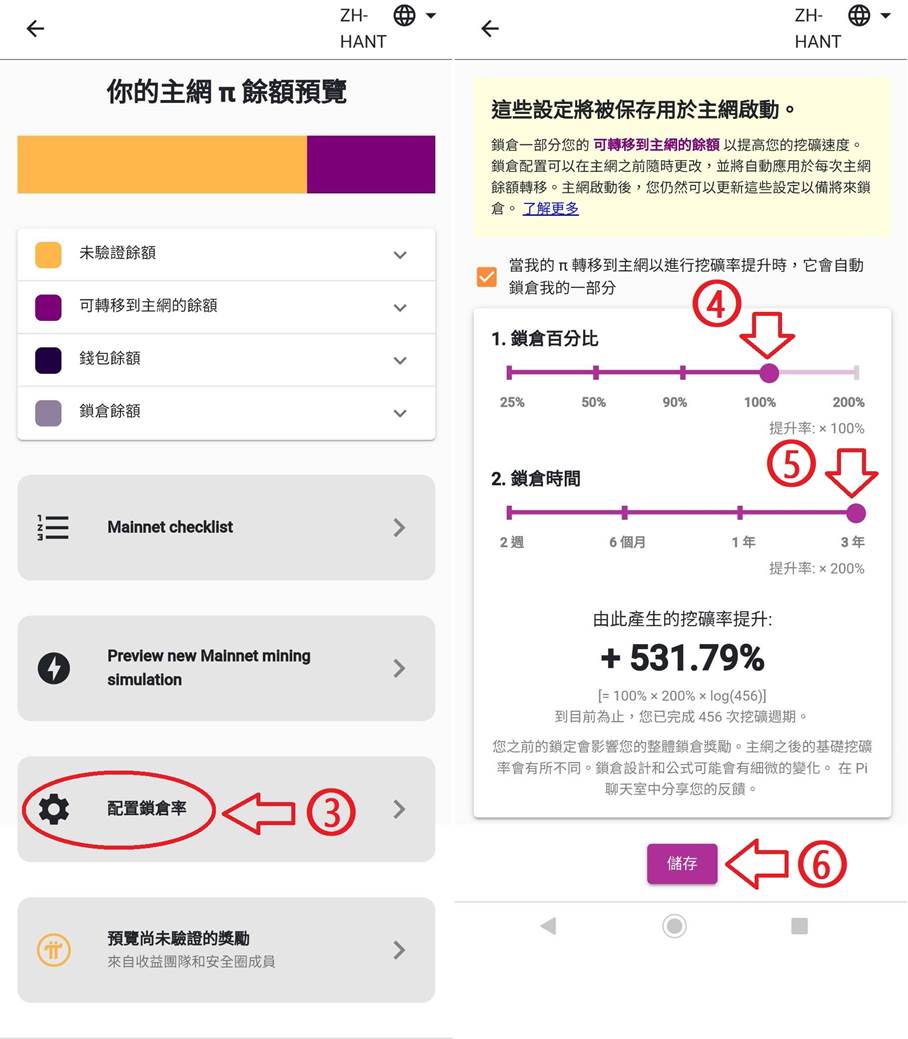 ZH-
HANT
你的主網 π 餘額預覽
未驗證餘額
可轉移到主網的餘額
錢包餘額
鎖倉餘額
Mainnet checklist
Preview new Mainnet mining
simulation
配置鎖倉率
③
預覽尚未驗證的獎勵
來自收益團隊和安全圈成員
ZH-
HANT
這些設定將被保存用於主網啟動。
鎖倉一部分您的 可轉移到主網的餘額 以提高您的挖礦速度。
鎖倉配置可以在主網之前隨時更改，並將自動應用於每次主網
餘額轉移。主網啟動後，您仍然可以更新這些設定以備將來鎖
倉。 了解更多
當我的 π 轉移到主網以進行挖礦率提升時，它會自動
鎖倉我的一部分
④
1. 鎖倉百分比
25% 50% 90% 100% 200%
提升率: × 100%
⑤
2. 鎖倉時間
2 週 6 個月 1 年 3 年
提升率: × 200%
由此產生的挖礦率提升:
+ 531.79%
[= 100% × 200% × log(456)]
到目前為止，您已完成 456 次挖礦週期。
您之前的鎖定會影響您的整體鎖倉獎勵。主網之後的基礎挖礦
率會有所不同。鎖倉設計和公式可能會有細微的變化。 在 Pi
聊天室中分享您的反饋。
儲存
⑥